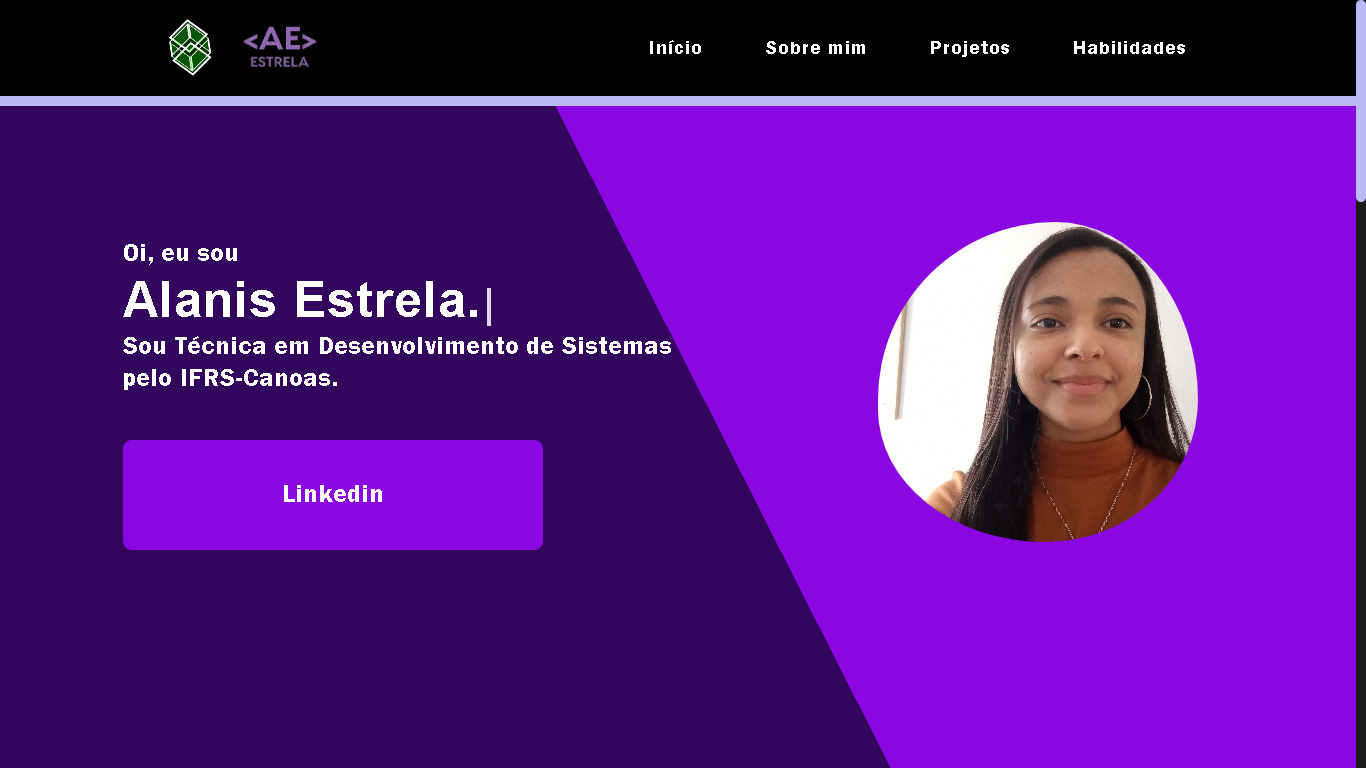 <AE>
ESTRELA
Início
Sobre mim
Projetos
Habilidades
Oi, eu sou
Alanis Estrela.|
Sou Técnica em Desenvolvimento de Sistemas
pelo IFRS-Canoas.
Linkedin